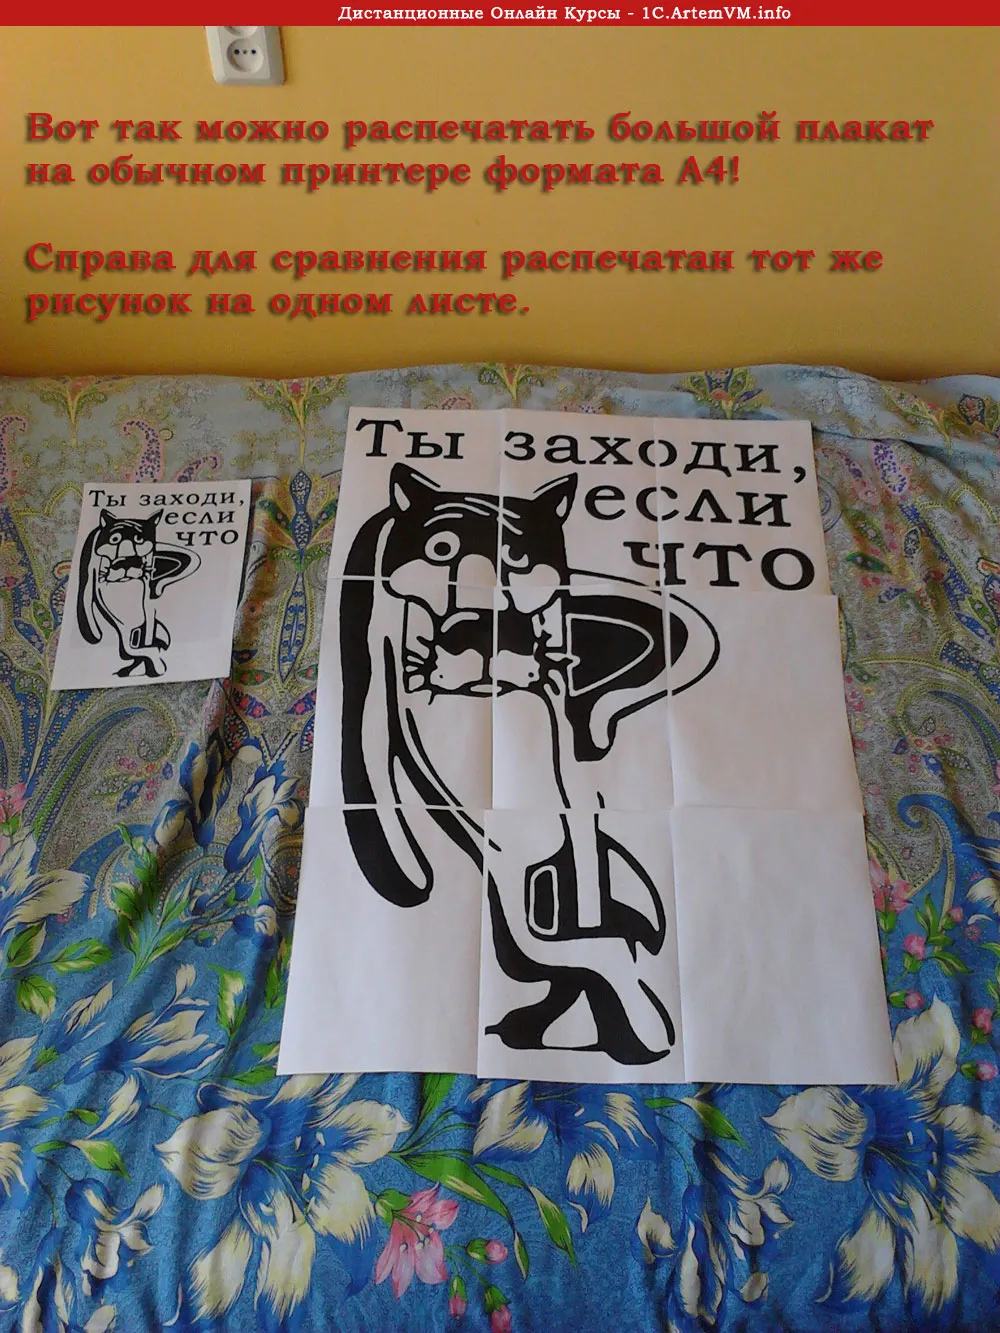 Дистанционные Онлайн Курсы - 1C.ArtemVM.info
Вот так можно распечатать большой плакат
на обычном принтере формата А4!
Справа для сравнения распечатан тот же
рисунок на одном листе.
Ты заходи,
если
что
Ты заходи,
если
что